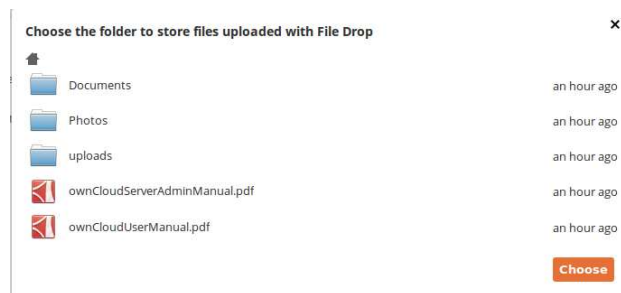 Choose the folder to store files uploaded with File Drop
Documents an hour ago
Photos an hour ago
uploads an hour ago
ownCloudServerAdminManual.pdf an hour ago
ownCloudUserManual.pdf an hour ago
Choose